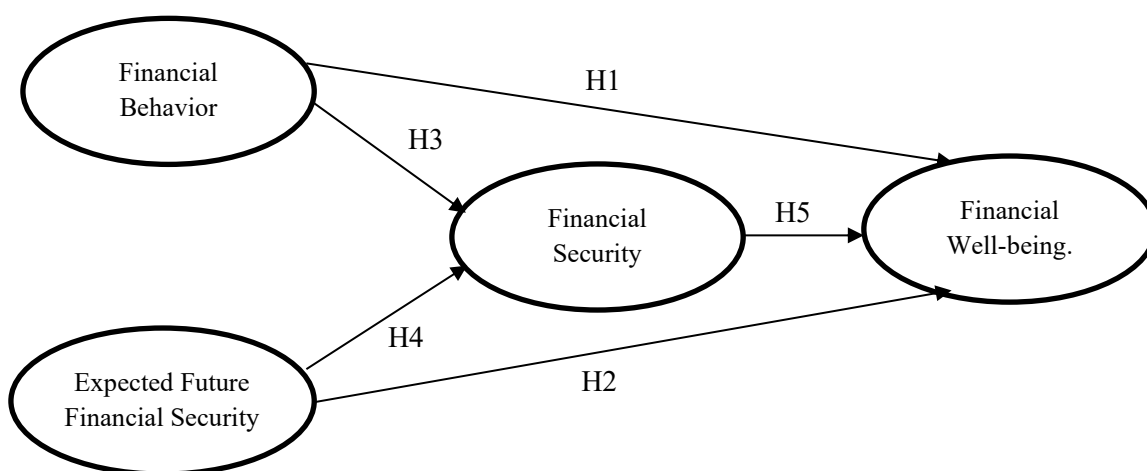 Financial
Behavior
H1
H3
Financial
Security
H5
Financial
Well-being.
H4
H2
Expected Future
Financial Security